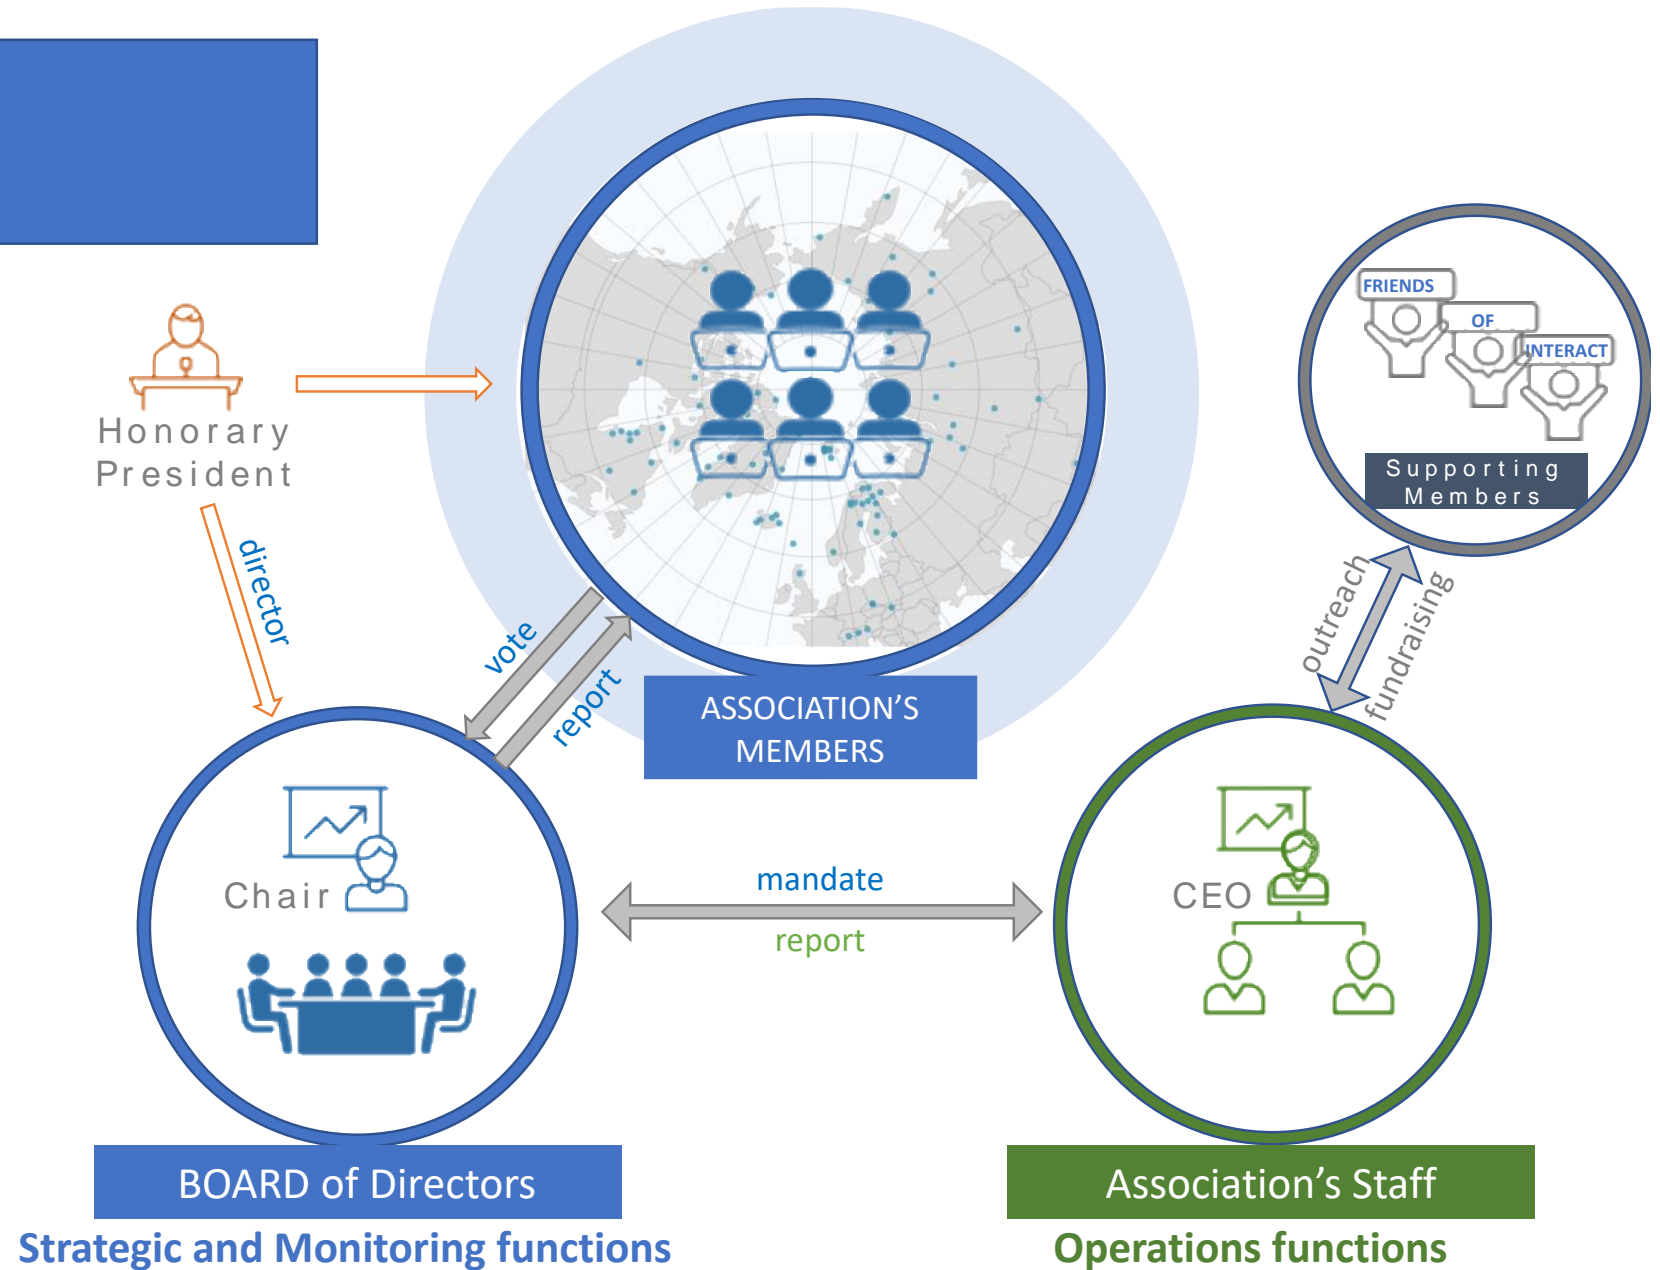 FRIENDS
OF
INTERACT
Supporting
Members
Honorary
President
director
vote
report
outreach
fundraising
ASSOCIATION'S
MEMBERS
Chair
mandate
report
CEO
BOARD of Directors
Association's Staff
Strategic and Monitoring functions
Operations functions